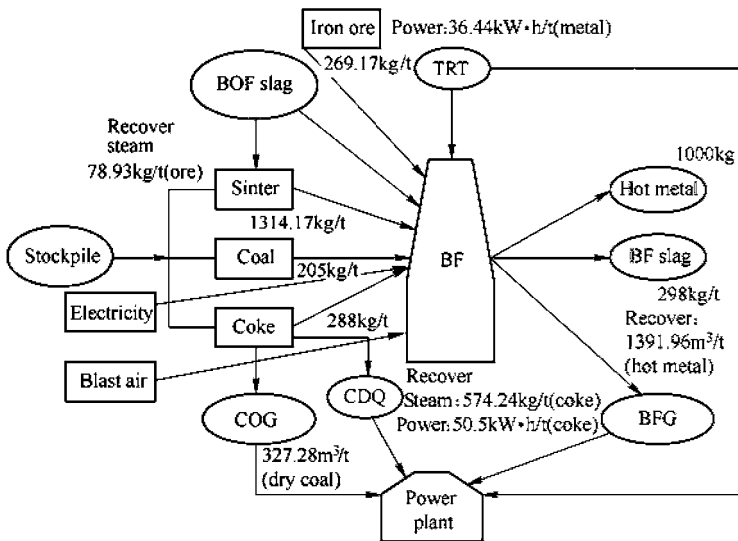 Iron ore
Power:36.44kW•h/t(metal)
269.17kg/t
TRT
BOF slag
Recover
steam
78.93kg/t(ore)
1000kg
Sinter
Hot metal
1314.17kg/t
Stockpile
Coal
BF
BF slag
205kg/t
298kg/t
Electricity
Coke
288kg/t
Recover:
1391.96m³/t
(hot metal)
Blast air
Recover
Steam:574.24kg/t(coke)
Power:50.5kW•h/t(coke)
CDQ
COG
BFG
327.28m³/t
(dry coal)
Power
plant